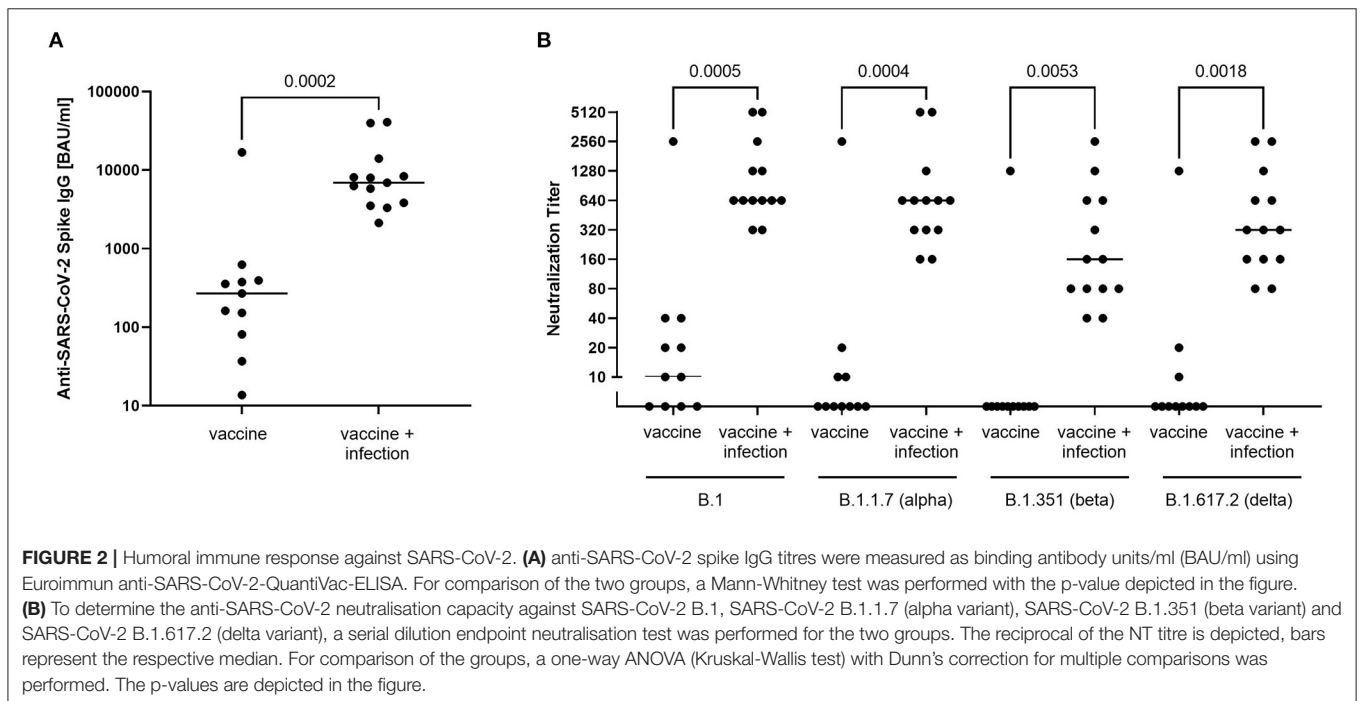 A
B
0.0002
0.0005
0.0004
0.0053
0.0018
Anti-SARS-CoV-2 Spike IgG [BAU/ml]
100000
10000
1000
100
10
vaccine
vaccine +
infection
Neutralization Titer
5120
2560
1280
640
320
160
80
40
20
10
vaccine
vaccine +
infection
vaccine
vaccine +
infection
vaccine
vaccine +
infection
vaccine
vaccine +
infection
B.1
B.1.1.7 (alpha)
B.1.351 (beta)
B.1.617.2 (delta)
FIGURE 2 | Humoral immune response against SARS-CoV-2. (A) anti-SARS-CoV-2 spike IgG titres were measured as binding antibody units/ml (BAU/ml) using
Euroimmun anti-SARS-CoV-2-QuantiVac-ELISA. For comparison of the two groups, a Mann-Whitney test was performed with the p-value depicted in the figure.
(B) To determine the anti-SARS-CoV-2 neutralisation capacity against SARS-CoV-2 B.1, SARS-CoV-2 B.1.1.7 (alpha variant), SARS-CoV-2 B.1.351 (beta variant) and
SARS-CoV-2 B.1.617.2 (delta variant), a serial dilution endpoint neutralisation test was performed for the two groups. The reciprocal of the NT titre is depicted, bars
represent the respective median. For comparison of the groups, a one-way ANOVA (Kruskal-Wallis test) with Dunn's correction for multiple comparisons was
performed. The p-values are depicted in the figure.